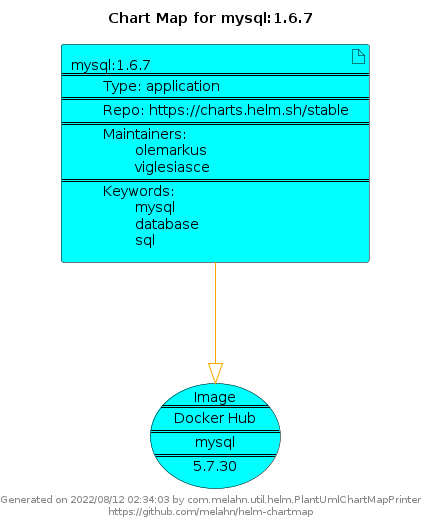 Chart Map for mysql:1.6.7
mysql:1.6.7
Type: application
Repo: https://charts.helm.sh/stable
Maintainers:
olemarkus
viglesiasce
Keywords:
mysql
database
sql
Image
Docker Hub
mysql
5.7.30
Generated on 2022/08/12 02:34:03 by com.melahn.util.helm.PlantUmlChartMapPrinter
https://github.com/melahn/helm-chartmap